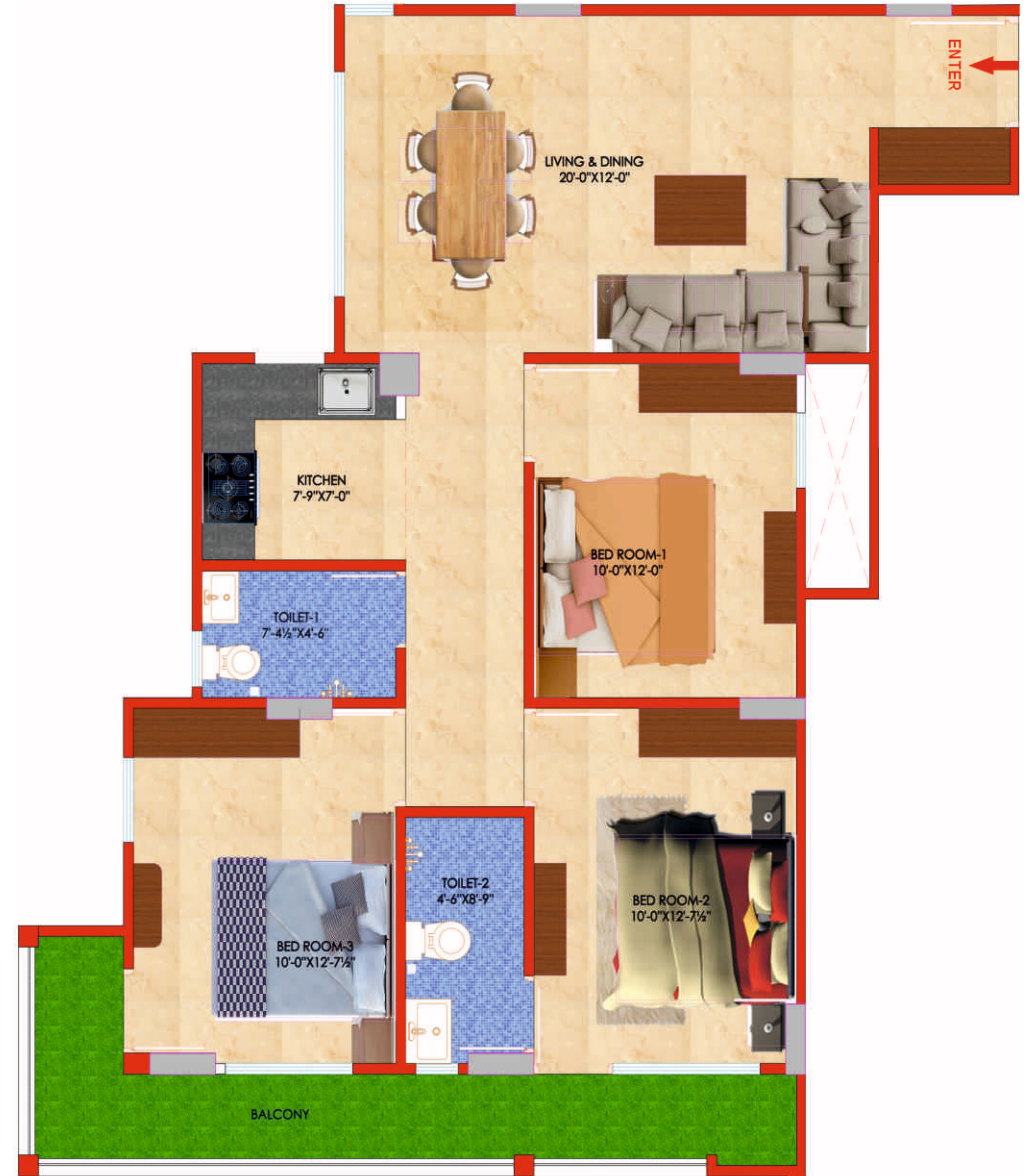 ENTER
LIVING & DINING
20'-0"X12'-0"
KITCHEN
7'-9"X7'-0"
BED ROOM-1
10'-0"X12'-0"
TOILET-1
7'-4½"X4'-6"
TOILET-2
4'-6"X8'-9"
BED ROOM-2
10'-0"X12'-7½"
BED ROOM-3
10'-0"X12'-7½"
BALCONY